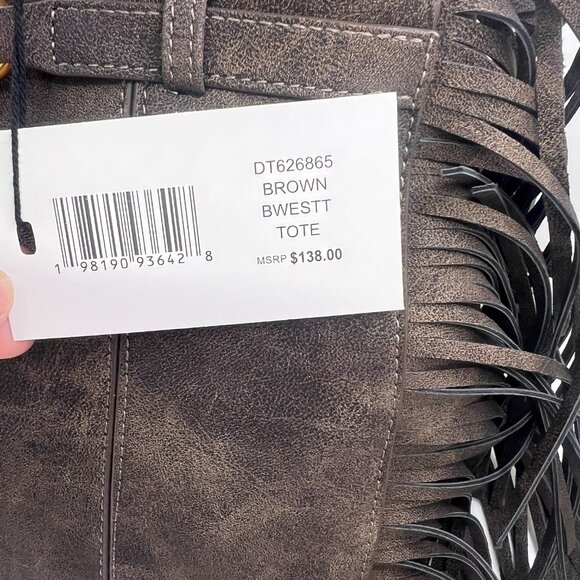 DT626865
BROWN
BWESTT
TOTE
MSRP $138.00
1 98190 93642 8